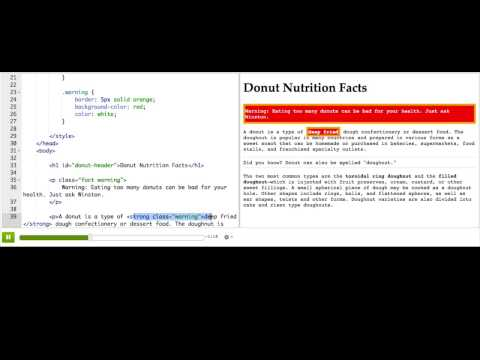 21 }
22
23 .warning {
24 border: 5px solid orange;
25 background-color: red;
26 color: white;
27 }
28
29 </style>
30 </head>
31 <body>
32
33 <h1 id="donut-header">Donut Nutrition Facts</h1>
34
35 <p class="fact warning">
36 Warning: Eating too many donuts can be bad for your
health. Just ask Winston.
37 </p>
38
39 <p>A donut is a type of <strong class="warning">deep fried
</strong> dough confectionery or dessert food. The doughnut is
Donut Nutrition Facts
Warning: Eating too many donuts can be bad for your health. Just ask
Winston.
A donut is a type of deep fried dough confectionery or dessert food. The
doughnut is popular in many countries and prepared in various forms as a
sweet snack that can be homemade or purchased in bakeries, supermarkets, food
stalls, and franchised specialty outlets.
Did you know? Donut can also be spelled "doughnut."
The two most common types are the toroidal ring doughnut and the filled
doughnut-which is injected with fruit preserves, cream, custard, or other
sweet fillings. A small spherical piece of dough may be cooked as a doughnut
hole. Other shapes include rings, balls, and flattened spheres, as well as
ear shapes, twists and other forms. Doughnut varieties are also divided into
cake and risen type doughnuts.